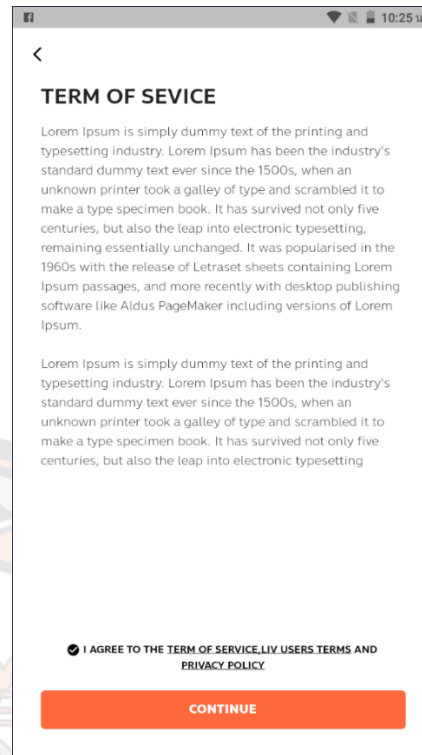 10:25 น
TERM OF SEVICE
Lorem Ipsum is simply dummy text of the printing and
typesetting industry. Lorem Ipsum has been the industry's
standard dummy text ever since the 1500s, when an
unknown printer took a galley of type and scrambled it to
make a type specimen book. It has survived not only five
centuries, but also the leap into electronic typesetting,
remaining essentially unchanged. It was popularised in the
1960s with the release of Letraset sheets containing Lorem
Ipsum passages, and more recently with desktop publishing
software like Aldus PageMaker including versions of Lorem
Ipsum.
Lorem Ipsum is simply dummy text of the printing and
typesetting industry. Lorem Ipsum has been the industry's
standard dummy text ever since the 1500s, when an
unknown printer took a galley of type and scrambled it to
make a type specimen book. It has survived not only five
centuries, but also the leap into electronic typesetting
I AGREE TO THE TERM OF SERVICE,LIV USERS TERMS AND
PRIVACY POLICY
CONTINUE